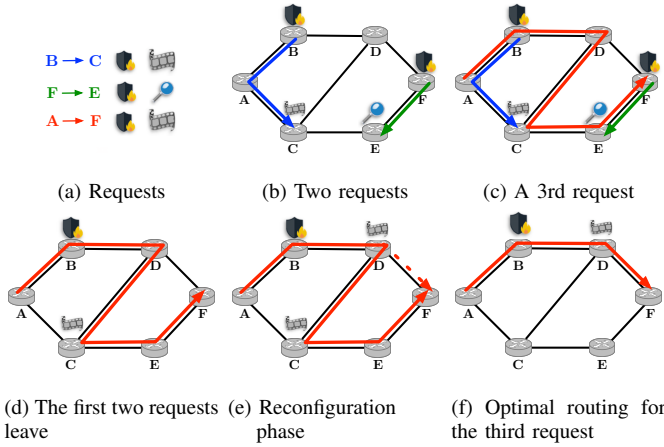 B → C
F → E
A → F
B
D
A
F
C
E
B
D
A
F
C
E
(a) Requests
(b) Two requests
(c) A 3rd request
B
D
A
F
C
E
B
D
A
F
C
E
B
D
A
F
C
E
(d) The first two requests
leave
(e) Reconfiguration
phase
(f) Optimal routing for
the third request